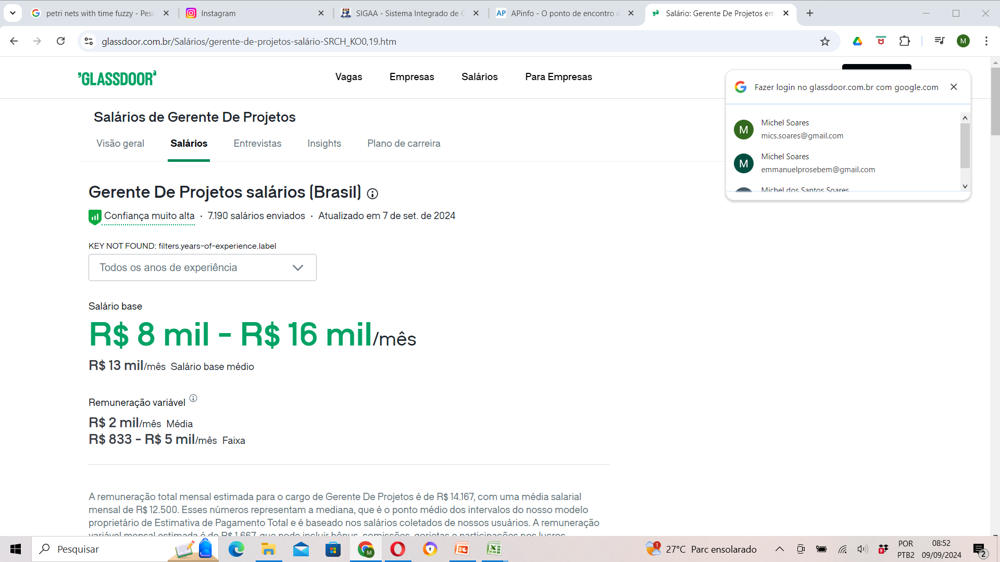 petri nets with time fuzzy - Pesq
Instagram
SIGAA - Sistema Integrado de G
AP APinfo - O ponto de encontro d
Salário: Gerente De Projetos em
glassdoor.com.br/Salários/gerente-de-projetos-salário-SRCH_KO0,19.htm
M
GLASSDOOR
Vagas
Empresas
Salários
Para Empresas
Fazer login no glassdoor.com.br com google.com
M
Michel Soares
mics.soares@gmail.com
M
Michel Soares
emmanuelprosebem@gmail.com
Michel dos Santos Soares
Salários de Gerente De Projetos
Visão geral
Salários
Entrevistas
Insights
Plano de carreira
Gerente De Projetos salários (Brasil)
Confiança muito alta · 7.190 salários enviados · Atualizado em 7 de set. de 2024
KEY NOT FOUND: filters.years-of-experience.label
Todos os anos de experiência
Salário base
R$ 8 mil - R$ 16 mil/mês
R$ 13 mil/mês Salário base médio
Remuneração variável
R$ 2 mil/mês Média
R$ 833 - R$ 5 mil/mês Faixa
A remuneração total mensal estimada para o cargo de Gerente De Projetos é de R$ 14.167, com uma média salarial
mensal de R$ 12.500. Esses números representam a mediana, que é o ponto médio dos intervalos do nosso modelo
proprietário de Estimativa de Pagamento Total e é baseado nos salários coletados de nossos usuários. A remuneração
variável mensal estimada é de R$ 1.667, que pode incluir bônus, comissões, gorjetas e participações nos lucros.
Pesquisar
1
27°C Parc ensolarado
9
POR
PTB2
08:52
09/09/2024
2